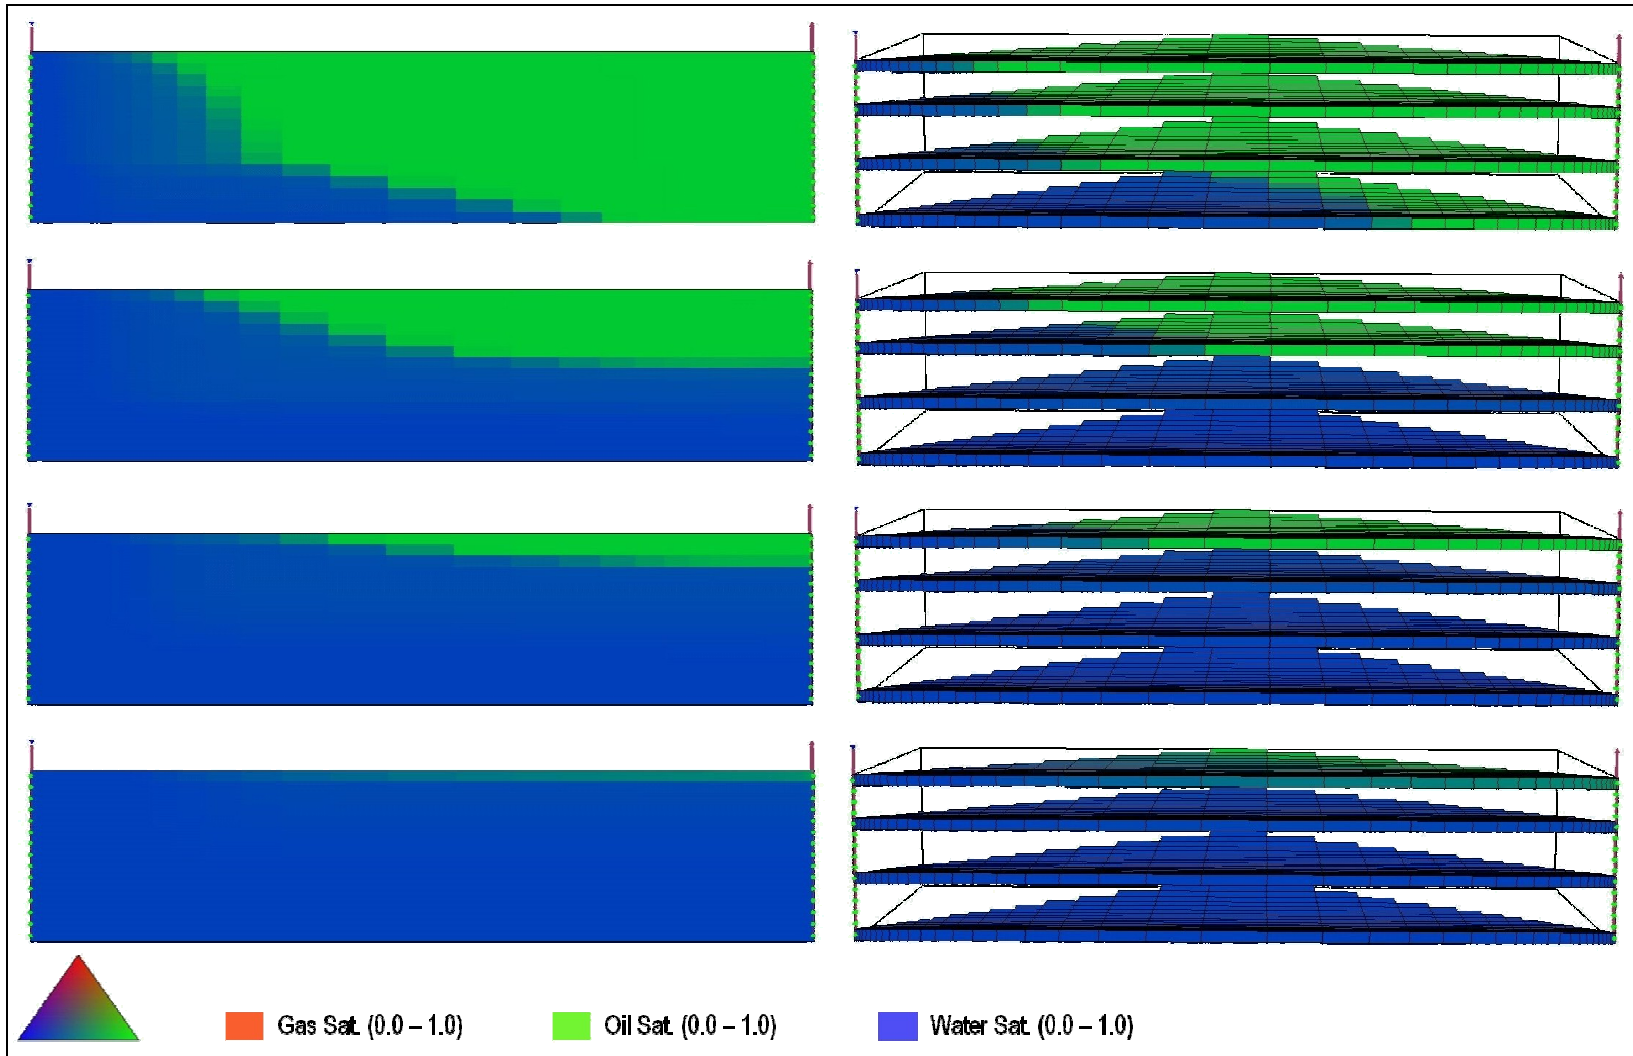 Gas Sat. (0.0 – 1.0)
Oil Sat. (0.0 – 1.0)
Water Sat. (0.0 – 1.0)